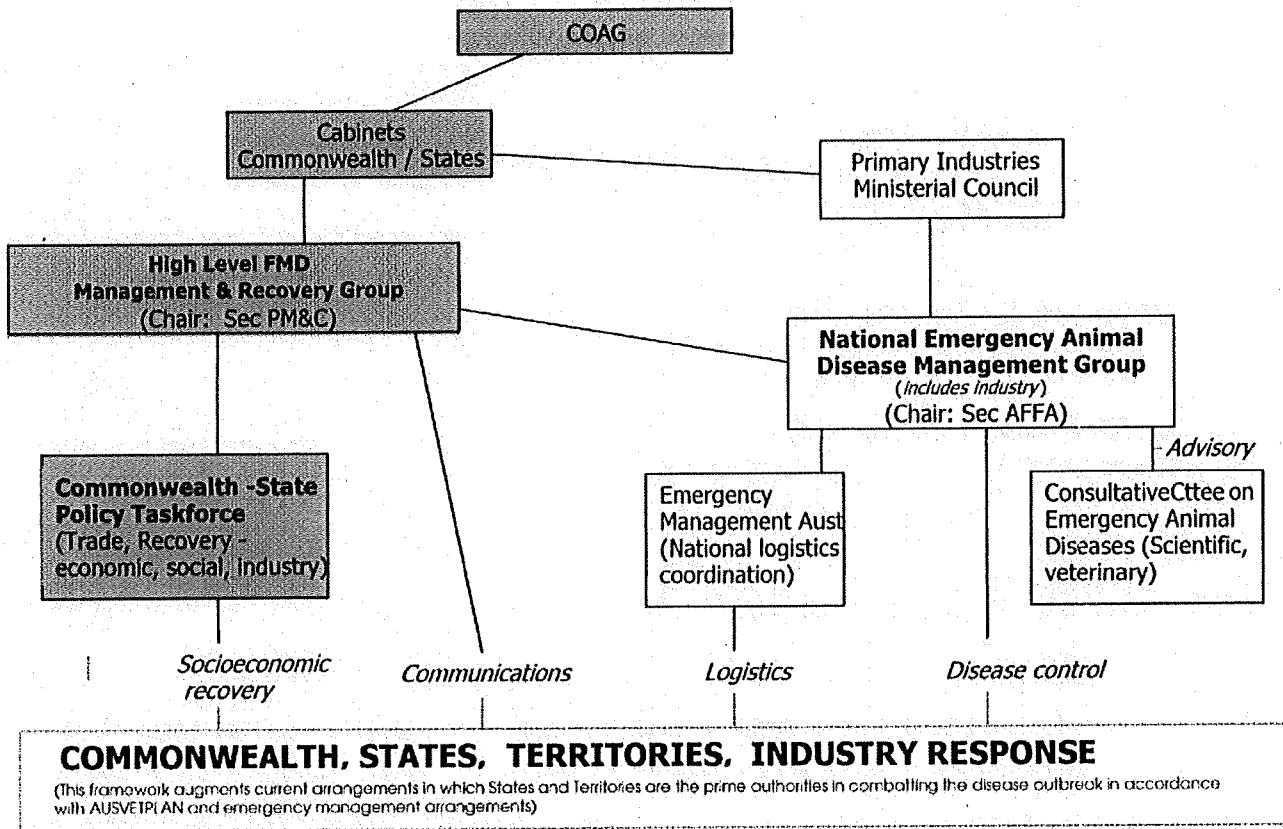 COAG
Cabinets
Commonwealth / States
Primary Industries
Ministerial Council
High Level FMD
Management & Recovery Group
(Chair: Sec PM&C)
National Emergency Animal
Disease Management Group
(includes industry)
(Chair: Sec AFFA)
Advisory
Commonwealth -State
Policy Taskforce
(Trade, Recovery -
economic, social, industry)
Emergency
Management Aust
(National logistics
coordination)
ConsultativeCttee on
Emergency Animal
Diseases (Scientific,
veterinary)
Socioeconomic
recovery
Communications
Logistics
Disease control
COMMONWEALTH, STATES, TERRITORIES, INDUSTRY RESPONSE
(This framework augments current arrangements in which States and Territories are the prime authorities in combatting the disease outbreak in accordance
with AUSVETPLAN and emergency management arrangements)